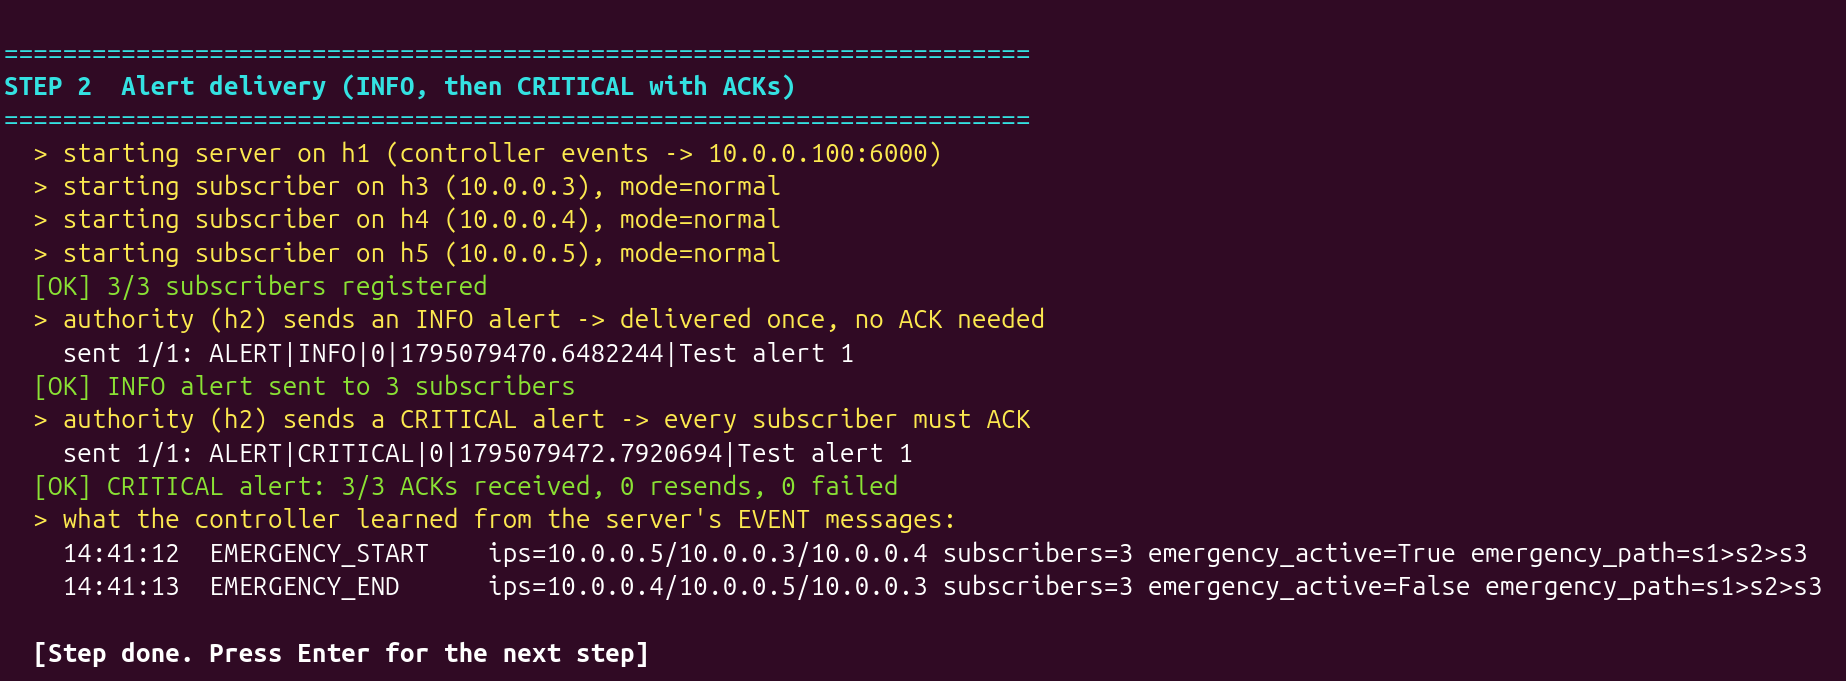 ======================================================================
STEP 2  Alert delivery (INFO, then CRITICAL with ACKs)
======================================================================
  > starting server on h1 (controller events -> 10.0.0.100:6000)
  > starting subscriber on h3 (10.0.0.3), mode=normal
  > starting subscriber on h4 (10.0.0.4), mode=normal
  > starting subscriber on h5 (10.0.0.5), mode=normal
  [OK] 3/3 subscribers registered
  > authority (h2) sends an INFO alert -> delivered once, no ACK needed
    sent 1/1: ALERT|INFO|0|1795079470.6482244|Test alert 1
  [OK] INFO alert sent to 3 subscribers
  > authority (h2) sends a CRITICAL alert -> every subscriber must ACK
    sent 1/1: ALERT|CRITICAL|0|1795079472.7920694|Test alert 1
  [OK] CRITICAL alert: 3/3 ACKs received, 0 resends, 0 failed
  > what the controller learned from the server's EVENT messages:
    14:41:12  EMERGENCY_START    ips=10.0.0.5/10.0.0.3/10.0.0.4 subscribers=3 emergency_active=True emergency_path=s1>s2>s3
    14:41:13  EMERGENCY_END      ips=10.0.0.4/10.0.0.5/10.0.0.3 subscribers=3 emergency_active=False emergency_path=s1>s2>s3
  [Step done. Press Enter for the next step]